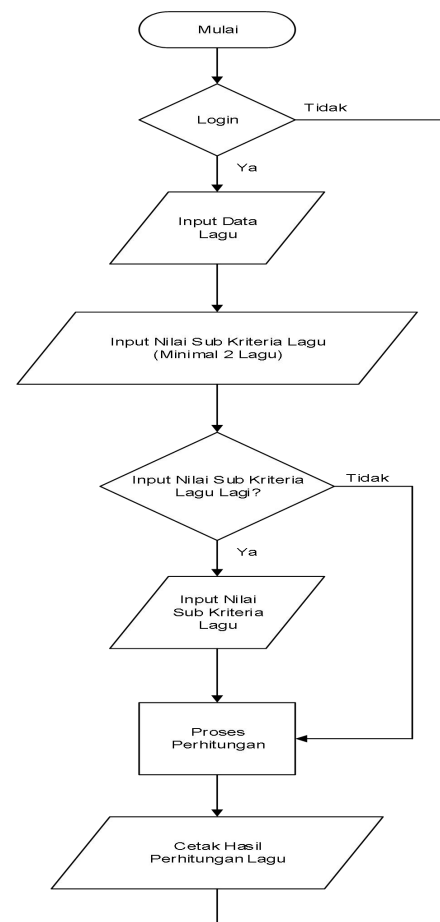 Mulai
Login
Tidak
Ya
Input Data
Lagu
Input Nilai Sub Kriteria Lagu
(Minimal 2 Lagu)
Input Nilai Sub Kriteria
Lagu Lagi?
Tidak
Ya
Input Nilai
Sub Kriteria
Lagu
Proses
Perhitungan
Cetak Hasil
Perhitungan Lagu